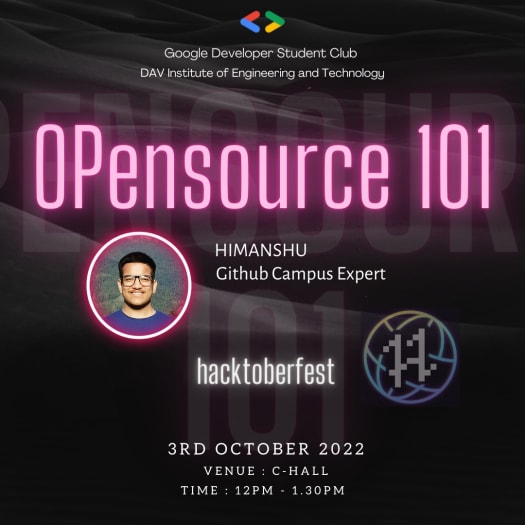 Google Developer Student Club
DAV Institute of Engineering and Technology
OPensource 101
HIMANSHU
Github Campus Expert
hacktoberfest
3RD OCTOBER 2022
VENUE : C-HALL
TIME : 12PM - 1.30PM